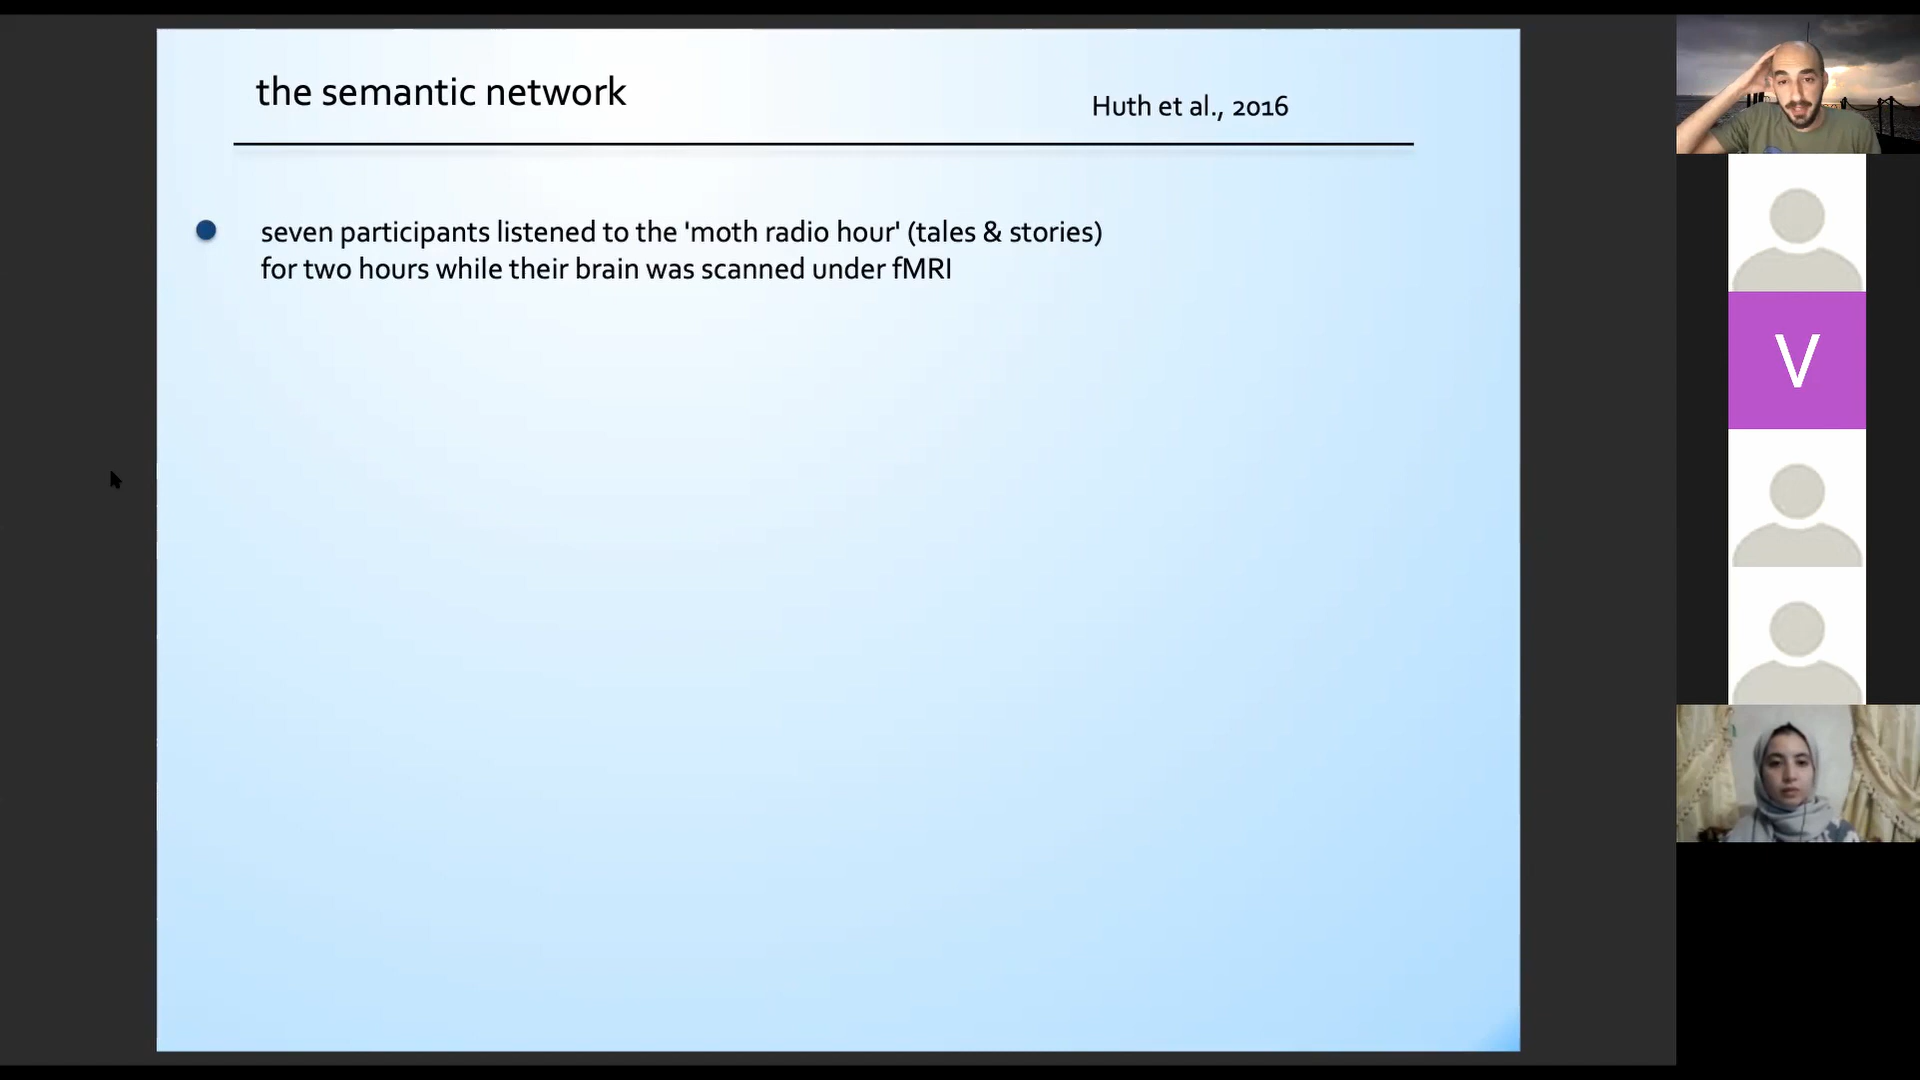 the semantic network
Huth et al., 2016
seven participants listened to the 'moth radio hour' (tales & stories)
for two hours while their brain was scanned under fMRI
V